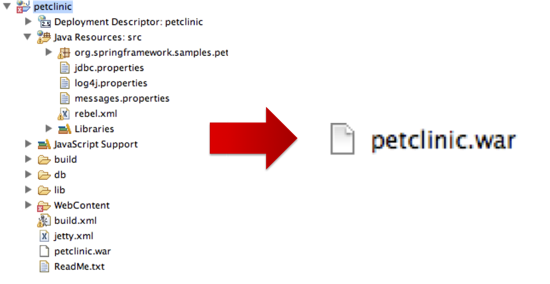 petclinic
Deployment Descriptor: petclinic
Java Resources: src
org.springframework.samples.pet
jdbc.properties
log4j.properties
messages.properties
rebel.xml
Libraries
JavaScript Support
build
db
lib
WebContent
build.xml
jetty.xml
petclinic.war
ReadMe.txt
petclinic.war